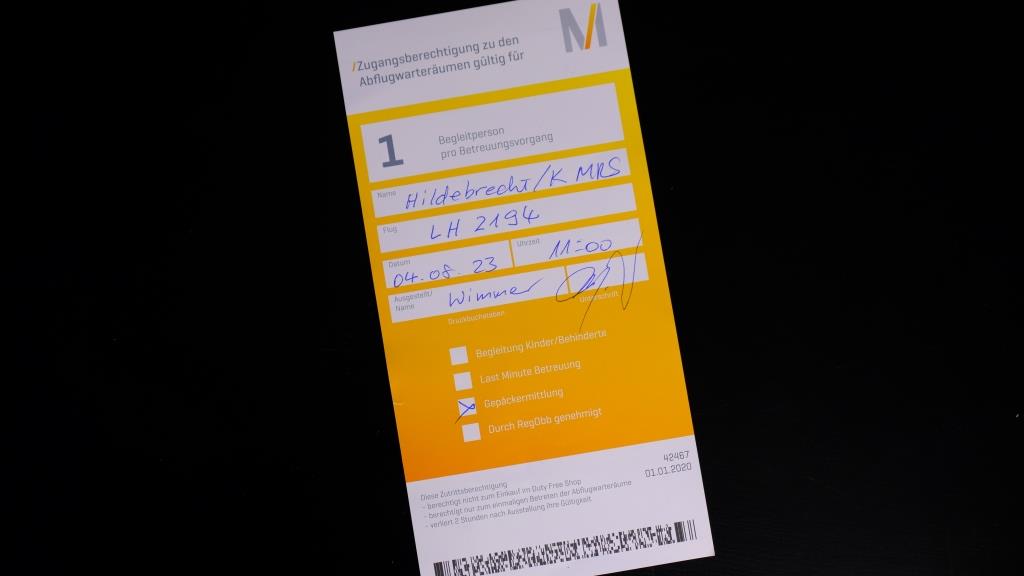 M
/Zugangsberechtigung zu den
Abflugwarteräumen gültig für
1 Begleitperson
pro Betreuungsvorgang
Name Hildebrecht/K MRS
Flug LH 2194
Datum 04.08.23 Uhrzeit 11:00
Ausgestellt/
Name Wimmer
Druckbuchstaben Unterschrift
Begleitung Kinder/Behinderte
Last Minute Betreuung
Gepäckermittlung
Durch RegObb genehmigt
42467
01.01.2020
Diese Zutrittsberechtigung
- berechtigt nicht zum Einkauf im Duty Free Shop
- berechtigt nur zum einmaligen Betreten der Abflugwarteräume
- verliert 2 Stunden nach Ausstellung ihre Gültigkeit